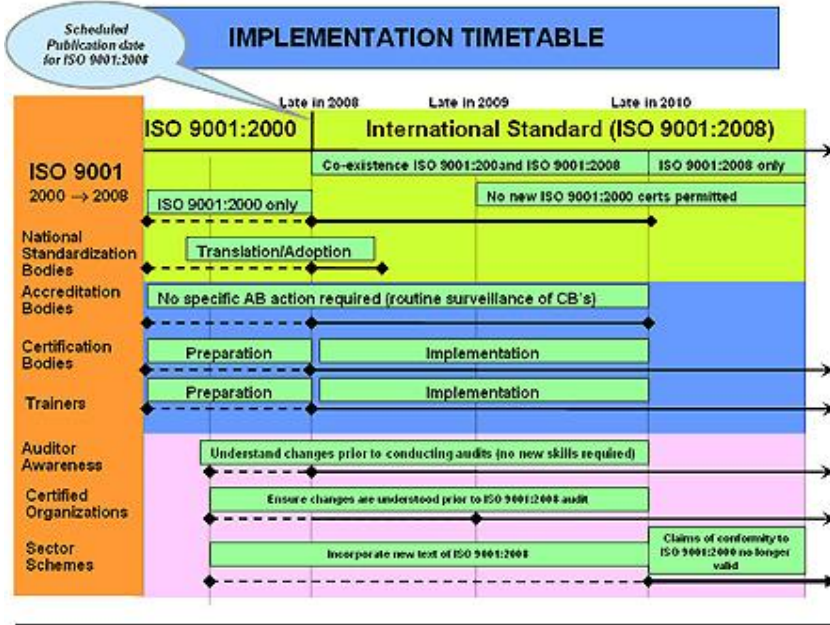 Scheduled
Publication date
for ISO 9001:2008
IMPLEMENTATION TIMETABLE
Late in 2008
Late in 2009
Late in 2010
ISO 9001:2000
International Standard (ISO 9001:2008)
ISO 9001
2000 → 2008
Co-existence ISO 9001:200and ISO 9001:2008
ISO 9001:2008 only
ISO 9001:2000 only
No new ISO 9001:2000 certs permitted
National
Standardization
Bodies
Translation/Adoption
Accreditation
Bodies
No specific AB action required (routine surveillance of CB's)
Certification
Bodies
Preparation
Implementation
Trainers
Preparation
Implementation
Auditor
Awareness
Understand changes prior to conducting audits (no new skills required)
Certified
Organizations
Ensure changes are understood prior to ISO 9001:2008 audit
Sector
Schemes
Incorporate new text of ISO 9001:2008
Claims of conformity to
ISO 9001:2000 no longer
valid